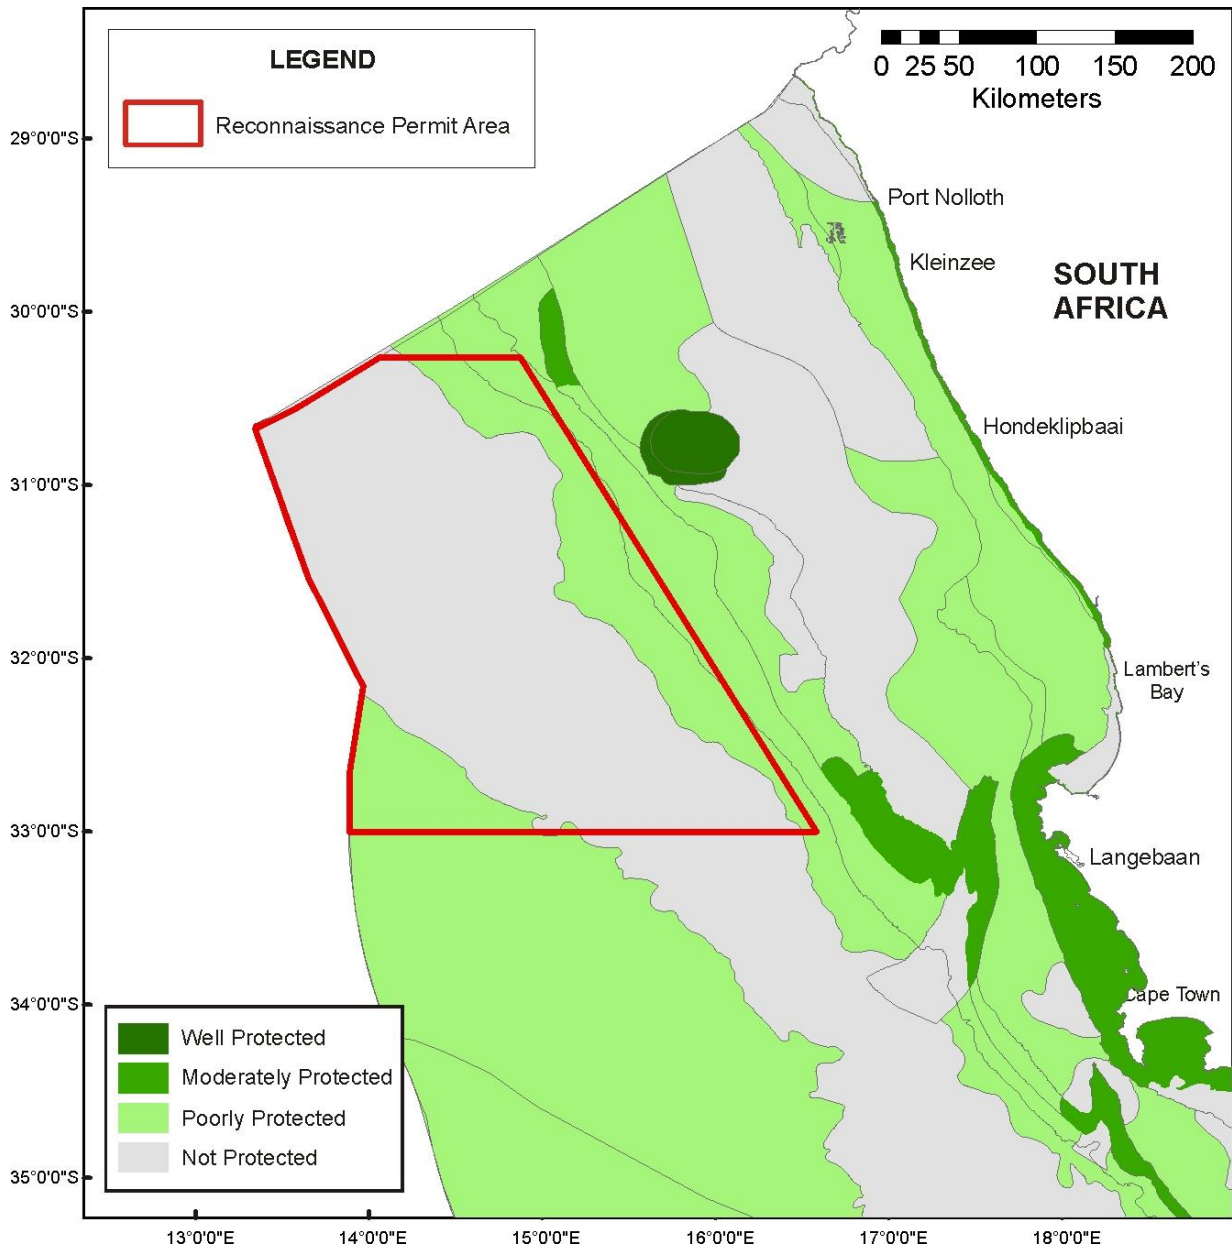 LEGEND
Reconnaissance Permit Area
0 25 50 100 150 200
Kilometers
29°0'0"S
30°0'0"S
31°0'0"S
32°0'0"S
33°0'0"S
34°0'0"S
35°0'0"S
Port Nolloth
Kleinzee
SOUTH
AFRICA
Hondeklipbaai
Lambert's
Bay
Langebaan
Cape Town
Well Protected
Moderately Protected
Poorly Protected
Not Protected
13°0'0"E 14°0'0"E 15°0'0"E 16°0'0"E 17°0'0"E 18°0'0"E